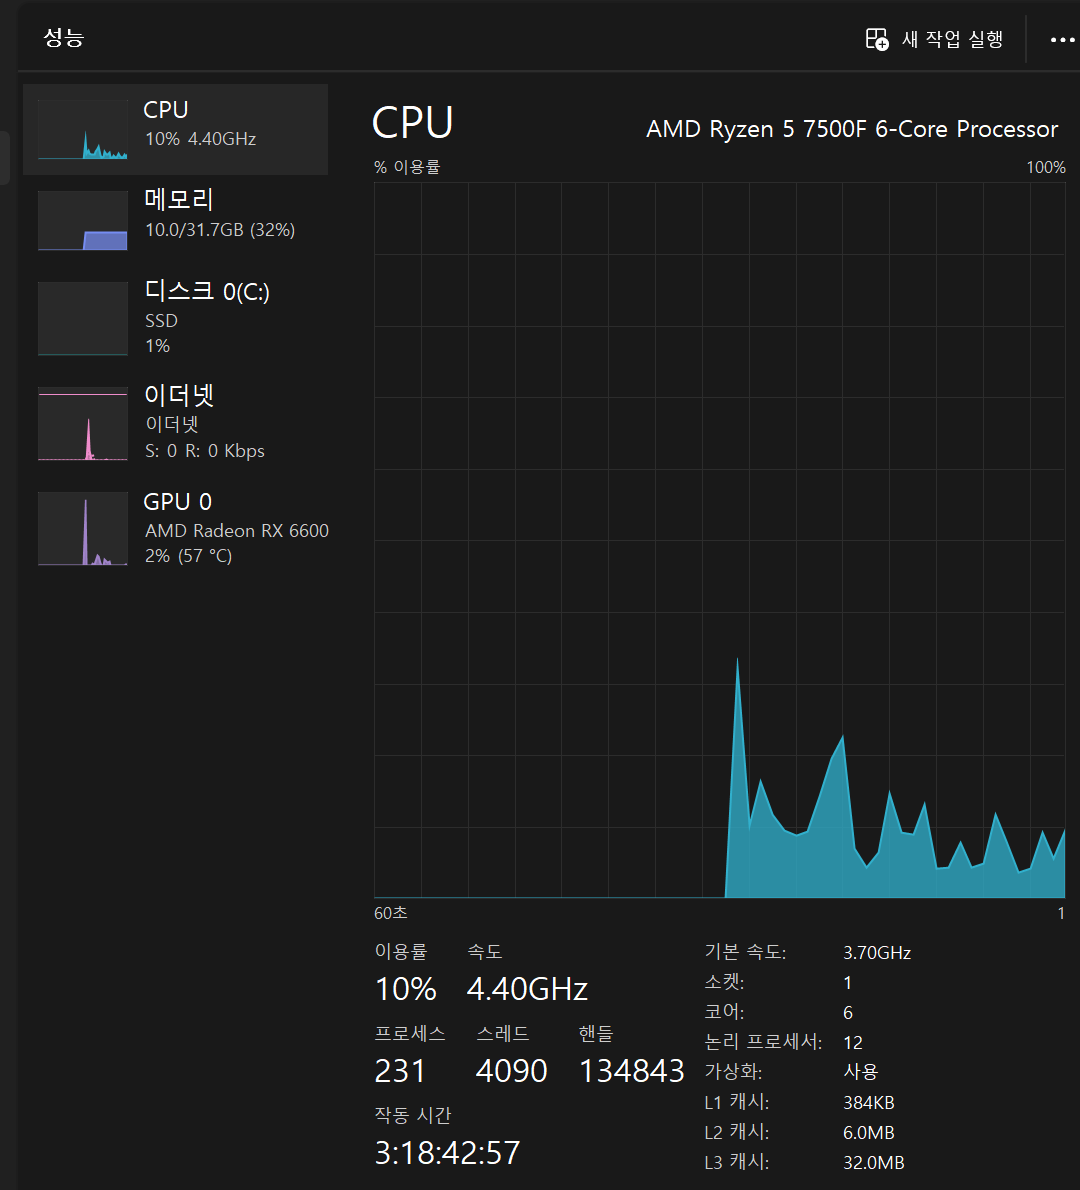 성능
새 작업 실행
CPU
10% 4.40GHz
메모리
10.0/31.7GB (32%)
디스크 0(C:)
SSD
1%
이더넷
이더넷
S: 0 R: 0 Kbps
GPU 0
AMD Radeon RX 6600
2% (57 °C)
CPU
AMD Ryzen 5 7500F 6-Core Processor
% 이용률
100%
60초
1
이용률 속도
10% 4.40GHz
프로세스 스레드 핸들
231 4090 134843
작동 시간
3:18:42:57
기본 속도: 3.70GHz
소켓: 1
코어: 6
논리 프로세서: 12
가상화: 사용
L1 캐시: 384KB
L2 캐시: 6.0MB
L3 캐시: 32.0MB